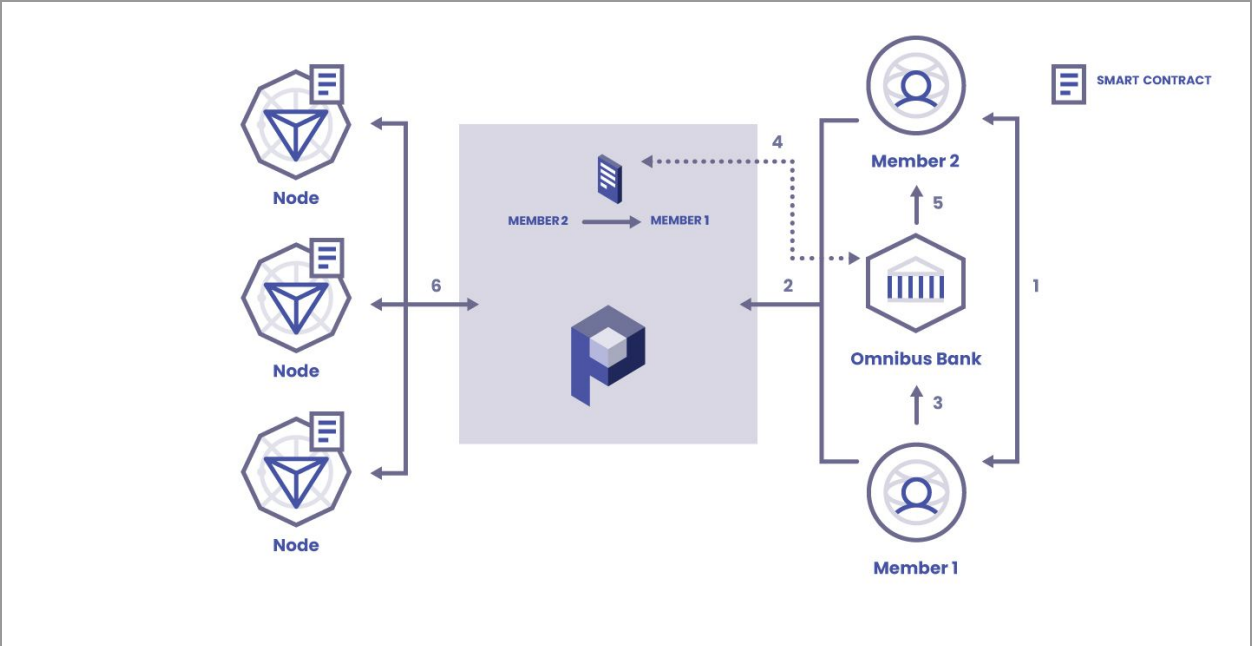 SMART CONTRACT
Member 2
4
MEMBER 2
MEMBER 1
Node
5
6
2
1
Omnibus Bank
Node
3
Node
Member 1